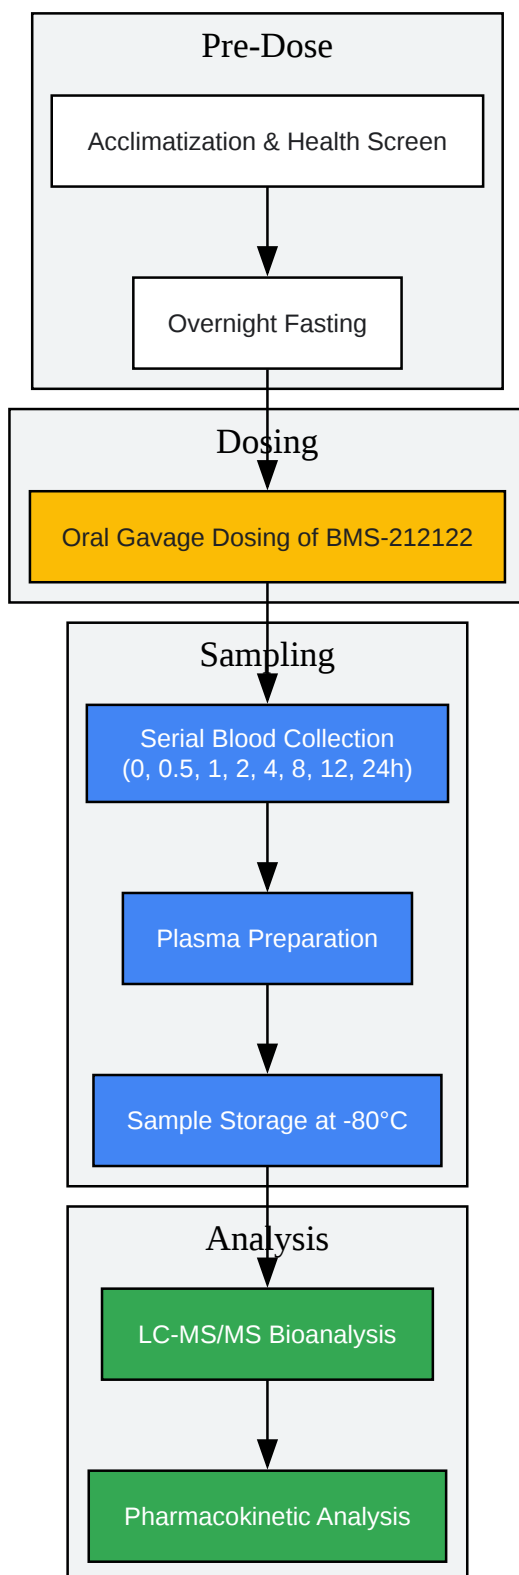 Pre-Dose
Acclimatization & Health Screen
Overnight Fasting
Dosing
Oral Gavage Dosing of BMS-212122
Sampling
Serial Blood Collection
(0, 0.5, 1, 2, 4, 8, 12, 24h)
Plasma Preparation
Sample Storage at -80°C
Analysis
LC-MS/MS Bioanalysis
Pharmacokinetic Analysis